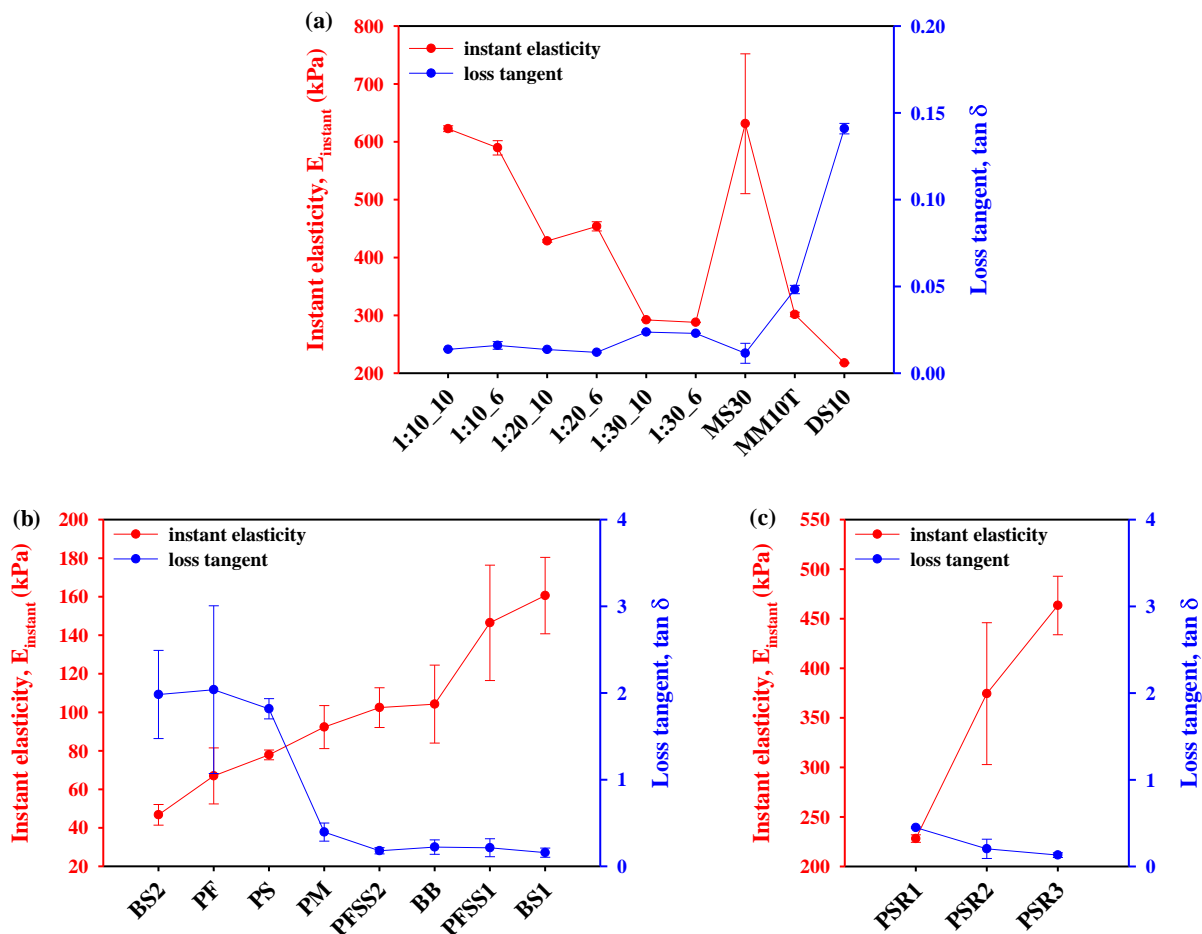 (a)
instant elasticity
loss tangent
Instant elasticity, E_instant (kPa)
800
700
600
500
400
300
200
0.20
0.15
0.10
0.05
0.00
Loss tangent, tan δ
1:10_10
1:10_6
1:20_10
1:20_6
1:30_10
1:30_6
MS30
MM10T
DS10
(b)
instant elasticity
loss tangent
Instant elasticity, E_instant (kPa)
200
180
160
140
120
100
80
60
40
20
4
3
2
1
0
Loss tangent, tan δ
BS2
PF
PS
PM
PFSS2
BB
PFSS1
BS1
(c)
instant elasticity
loss tangent
Instant elasticity, E_instant (kPa)
550
500
450
400
350
300
250
200
4
3
2
1
0
Loss tangent, tan δ
PSR1
PSR2
PSR3